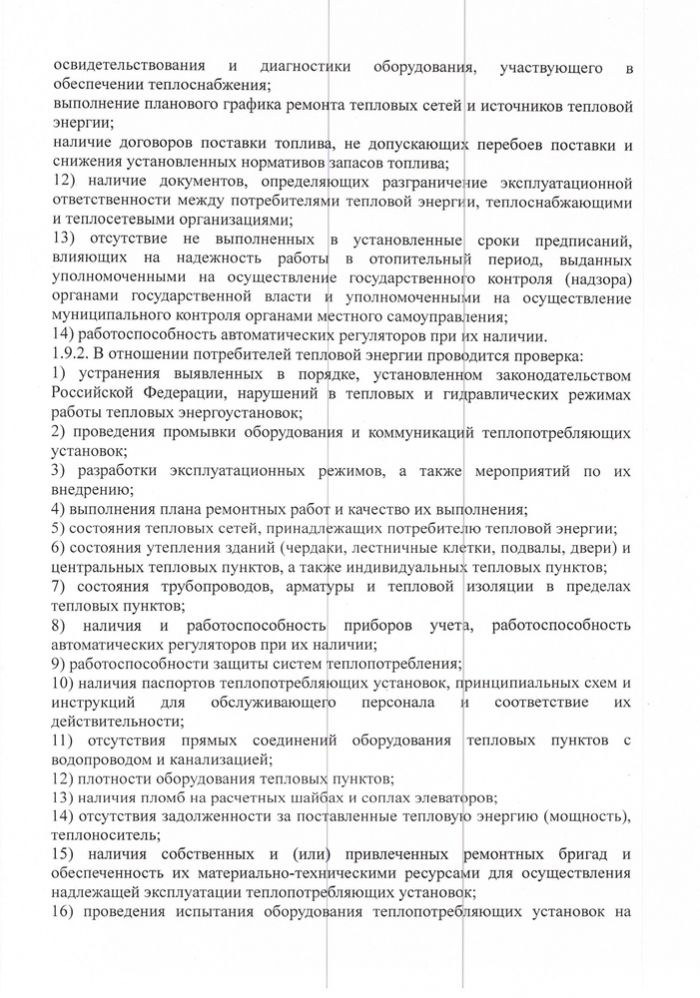 освидетельствования и диагностики оборудования, участвующего в
обеспечении теплоснабжения;
выполнение планового графика ремонта тепловых сетей и источников тепловой
энергии;
наличие договоров поставки топлива, не допускающих перебоев поставки и
снижения установленных нормативов запасов топлива;
12) наличие документов, определяющих разграничение эксплуатационной
ответственности между потребителями тепловой энергии, теплоснабжающими
и теплосетевыми организациями;
13) отсутствие не выполненных в установленные сроки предписаний,
влияющих на надежность работы в отопительный период, выданных
уполномоченными на осуществление государственного контроля (надзора)
органами государственной власти и уполномоченными на осуществление
муниципального контроля органами местного самоуправления;
14) работоспособность автоматических регуляторов при их наличии.
1.9.2. В отношении потребителей тепловой энергии проводится проверка:
1) устранения выявленных в порядке, установленном законодательством
Российской Федерации, нарушений в тепловых и гидравлических режимах
работы тепловых энергоустановок;
2) проведения промывки оборудования и коммуникаций теплопотребляющих
установок;
3) разработки эксплуатационных режимов, а также мероприятий по их
внедрению;
4) выполнения плана ремонтных работ и качество их выполнения;
5) состояния тепловых сетей, принадлежащих потребителю тепловой энергии;
6) состояния утепления зданий (чердаки, лестничные клетки, подвалы, двери) и
центральных тепловых пунктов, а также индивидуальных тепловых пунктов;
7) состояния трубопроводов, арматуры и тепловой изоляции в пределах
тепловых пунктов;
8) наличия и работоспособность приборов учета, работоспособность
автоматических регуляторов при их наличии;
9) работоспособности защиты систем теплопотребления;
10) наличия паспортов теплопотребляющих установок, принципиальных схем и
инструкций для обслуживающего персонала и соответствие их
действительности;
11) отсутствия прямых соединений оборудования тепловых пунктов с
водопроводом и канализацией;
12) плотности оборудования тепловых пунктов;
13) наличия пломб на расчетных шайбах и соплах элеваторов;
14) отсутствия задолженности за поставленные тепловую энергию (мощность),
теплоноситель;
15) наличия собственных и (или) привлеченных ремонтных бригад и
обеспеченность их материально-техническими ресурсами для осуществления
надлежащей эксплуатации теплопотребляющих установок;
16) проведения испытания оборудования теплопотребляющих установок на